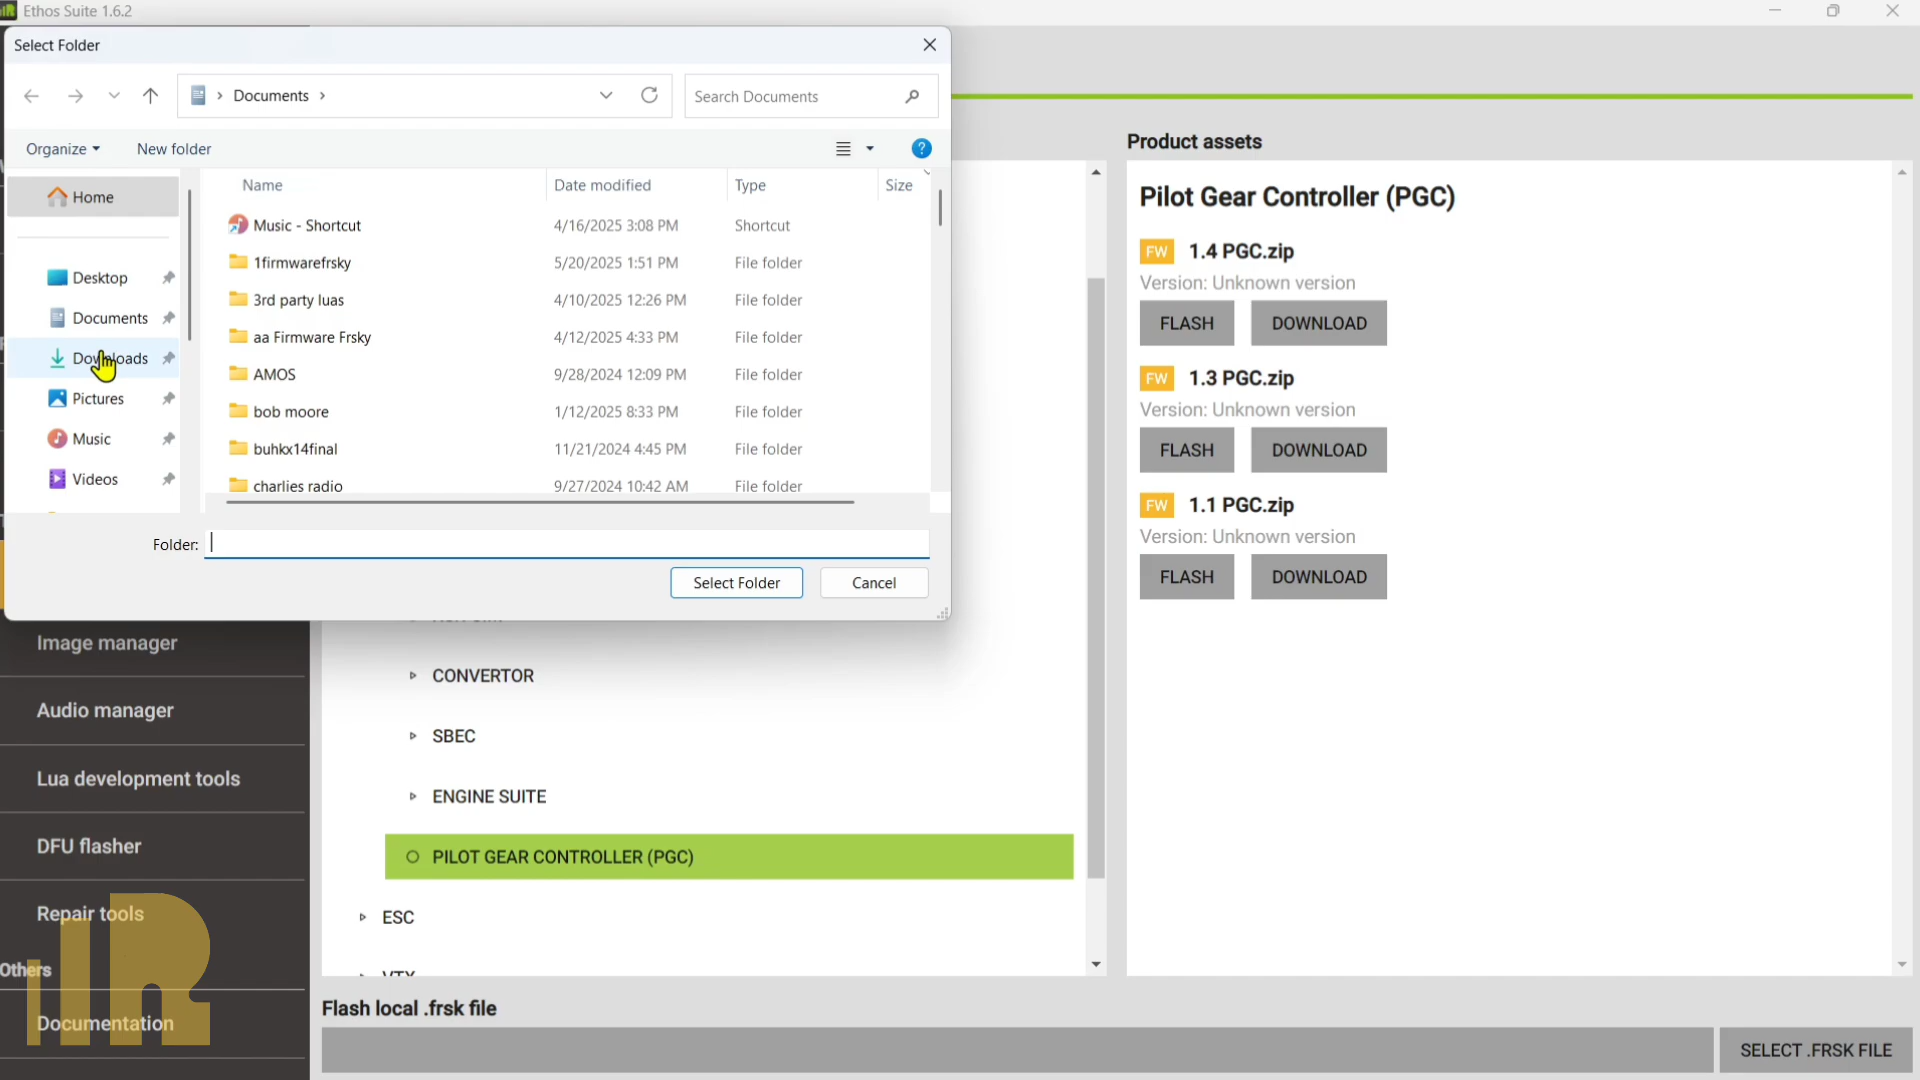 Ethos Suite 1.6.2
Select Folder
Documents
Search Documents
Organize
New folder
Home
Desktop
Documents
Downloads
Pictures
Music
Videos
Name Date modified Type Size
Music - Shortcut 4/16/2025 3:08 PM Shortcut
1firmwarefrsky 5/20/2025 1:51 PM File folder
3rd party luas 4/10/2025 12:26 PM File folder
aa Firmware Frsky 4/12/2025 4:33 PM File folder
AMOS 9/28/2024 12:09 PM File folder
bob moore 1/12/2025 8:33 PM File folder
buhkx14final 11/21/2024 4:45 PM File folder
charlies radio 9/27/2024 10:42 AM File folder
Folder:
Select Folder Cancel
Image manager
Audio manager
Lua development tools
DFU flasher
Repair tools
Others
Documentation
CONVERTOR
SBEC
ENGINE SUITE
PILOT GEAR CONTROLLER (PGC)
ESC
VTX
Product assets
Pilot Gear Controller (PGC)
FW 1.4 PGC.zip
Version: Unknown version
FLASH DOWNLOAD
FW 1.3 PGC.zip
Version: Unknown version
FLASH DOWNLOAD
FW 1.1 PGC.zip
Version: Unknown version
FLASH DOWNLOAD
Flash local .frsk file
SELECT .FRSK FILE